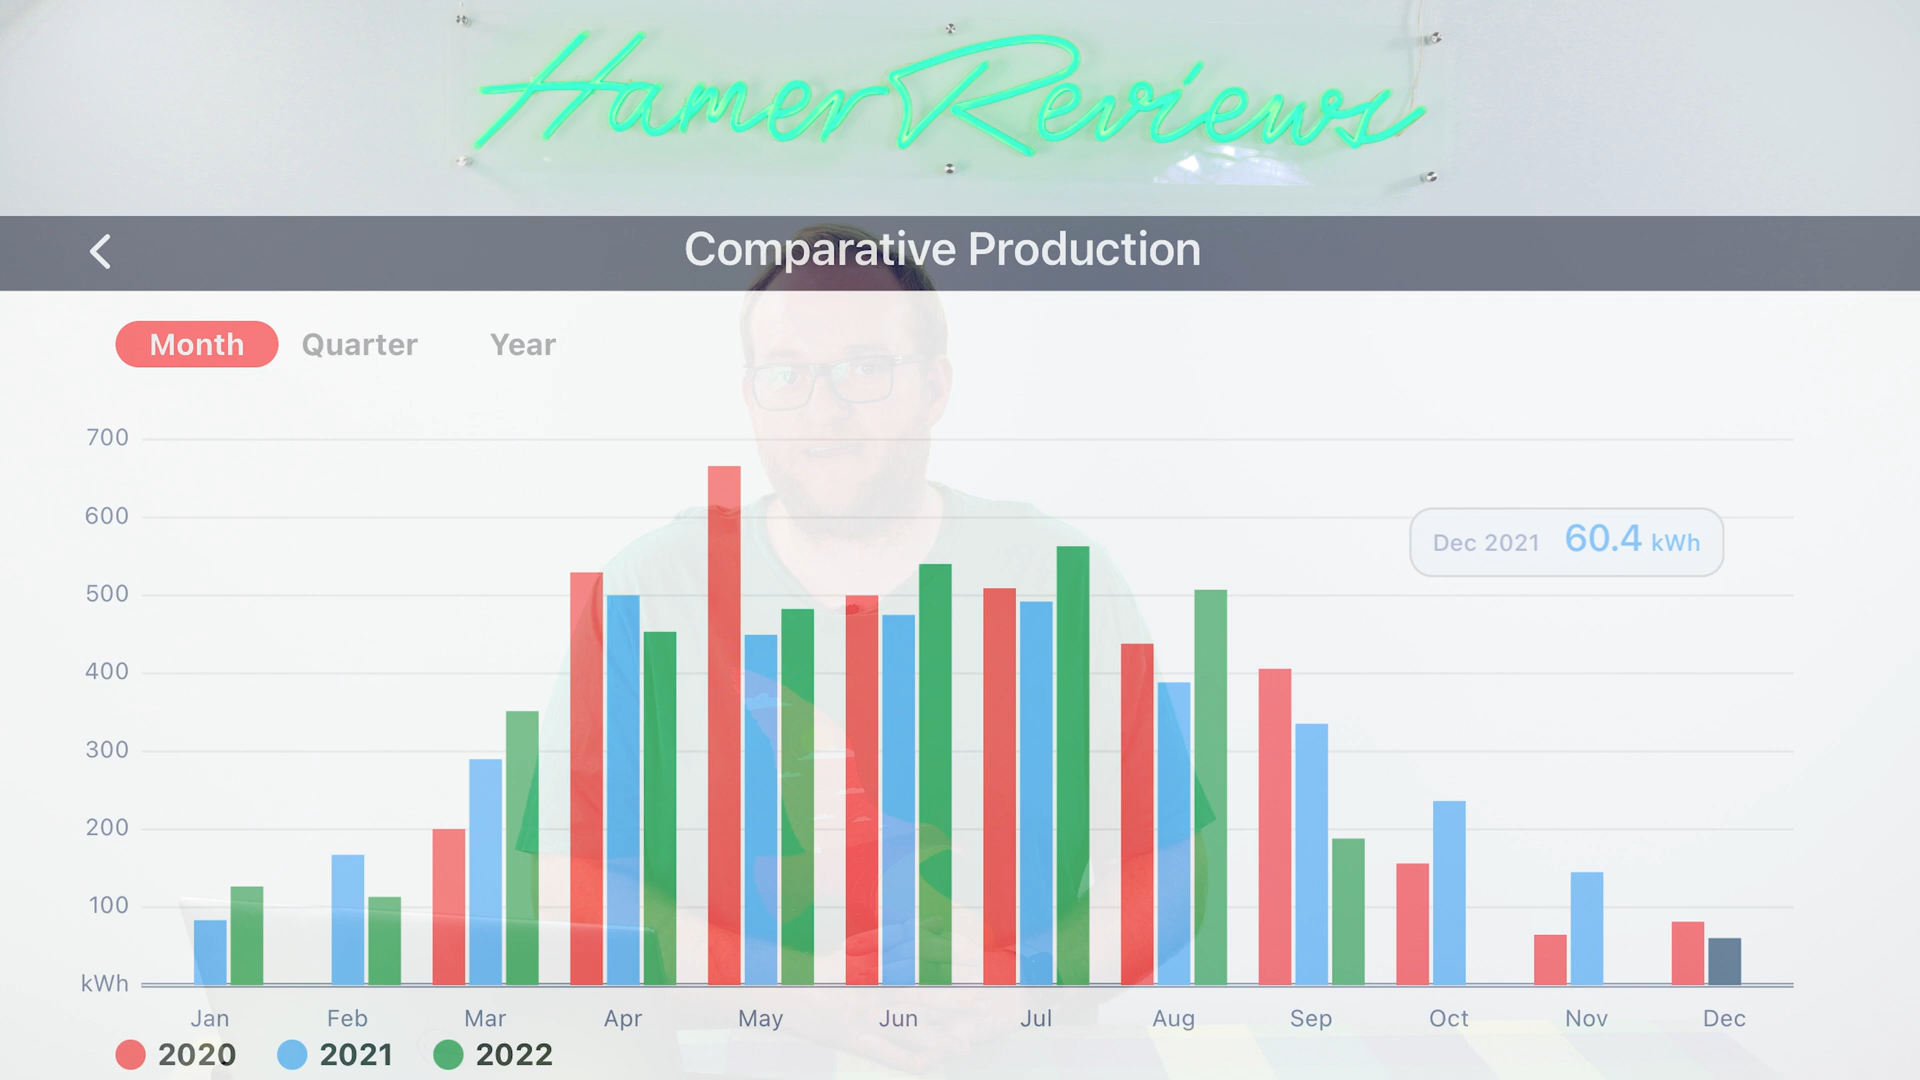 HamerReviews
Comparative Production
Month Quarter Year
700
600
Dec 2021 60.4 kWh
500
400
300
200
100
kWh
Jan Feb Mar Apr May Jun Jul Aug Sep Oct Nov Dec
2020 2021 2022